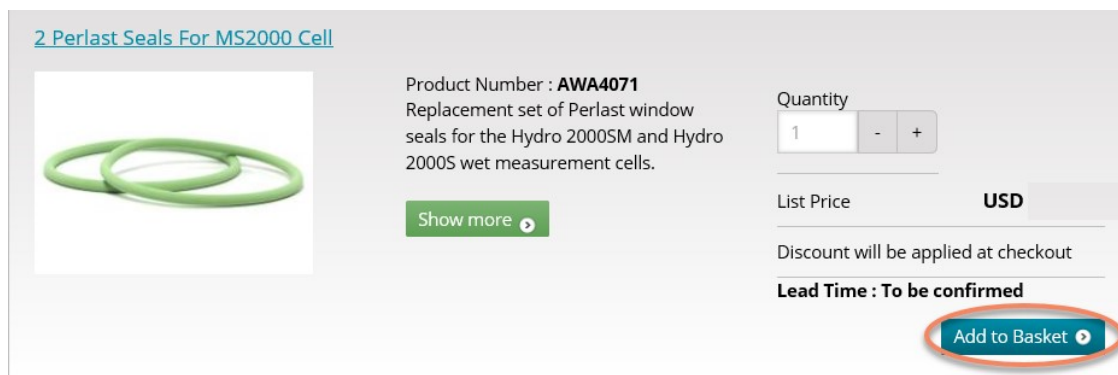 2 Perlast Seals For MS2000 Cell
Product Number : AWA4071
Replacement set of Perlast window
seals for the Hydro 2000SM and Hydro
2000S wet measurement cells.
Show more
Quantity
1 - +
List Price USD
Discount will be applied at checkout
Lead Time : To be confirmed
Add to Basket